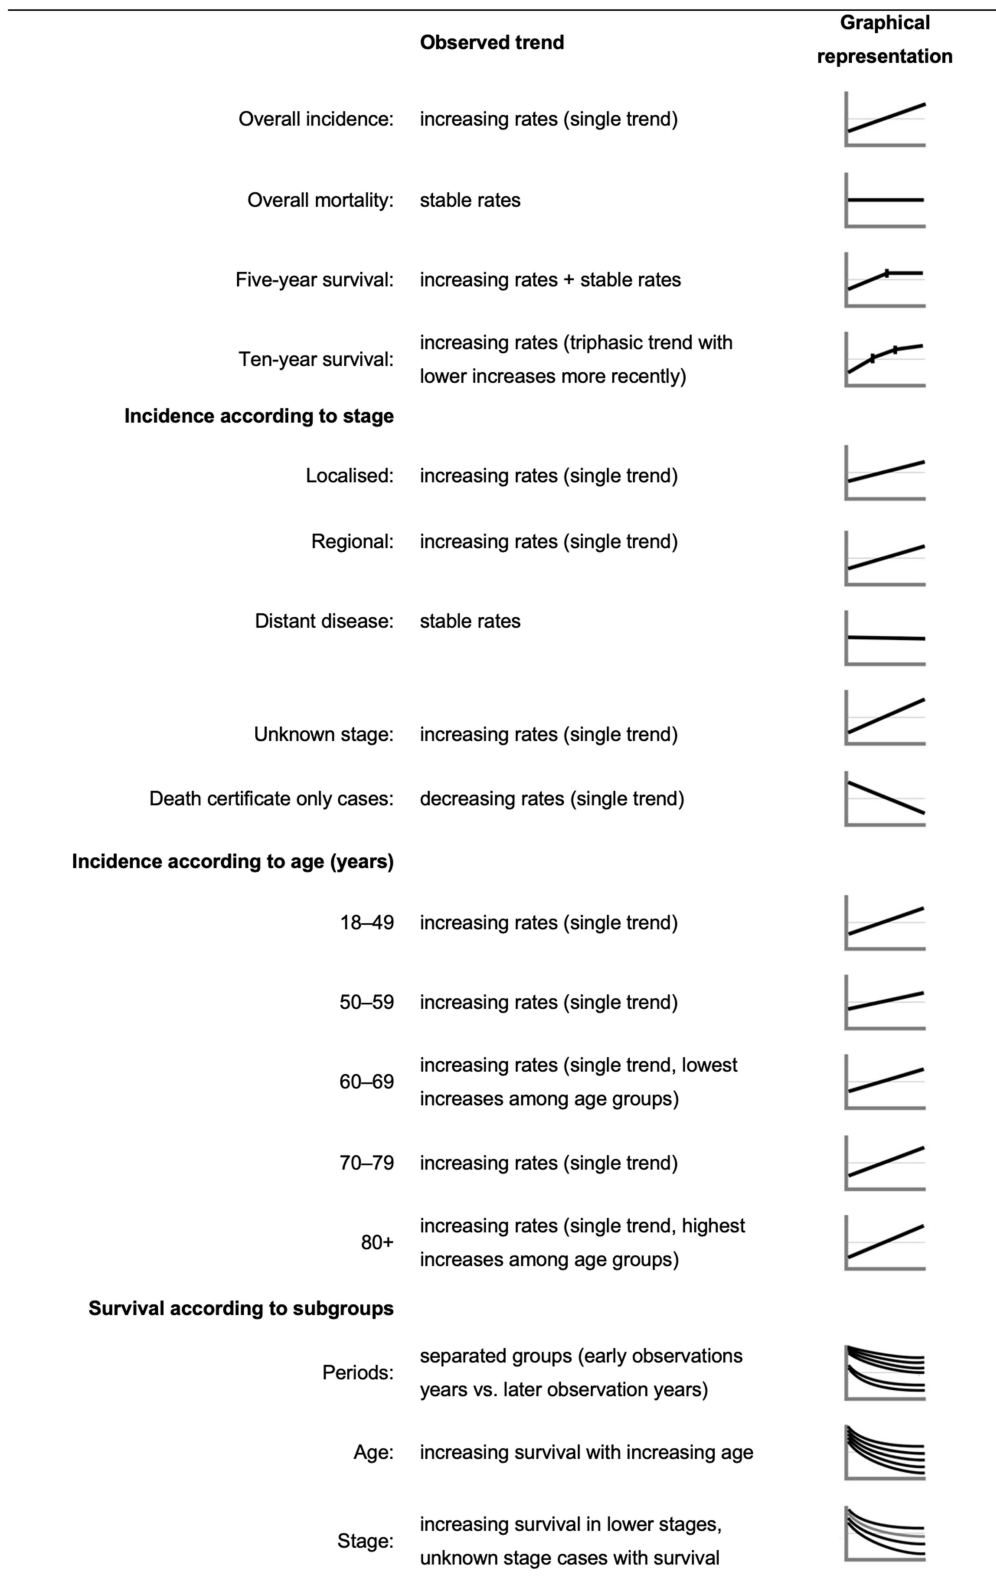 Observed trend
Graphical
representation
Overall incidence: increasing rates (single trend)
Overall mortality: stable rates
Five-year survival: increasing rates + stable rates
Ten-year survival: increasing rates (triphasic trend with
lower increases more recently)
Incidence according to stage
Localised: increasing rates (single trend)
Regional: increasing rates (single trend)
Distant disease: stable rates
Unknown stage: increasing rates (single trend)
Death certificate only cases: decreasing rates (single trend)
Incidence according to age (years)
18–49 increasing rates (single trend)
50–59 increasing rates (single trend)
60–69 increasing rates (single trend, lowest
increases among age groups)
70–79 increasing rates (single trend)
80+ increasing rates (single trend, highest
increases among age groups)
Survival according to subgroups
Periods: separated groups (early observations
years vs. later observation years)
Age: increasing survival with increasing age
Stage: increasing survival in lower stages,
unknown stage cases with survival